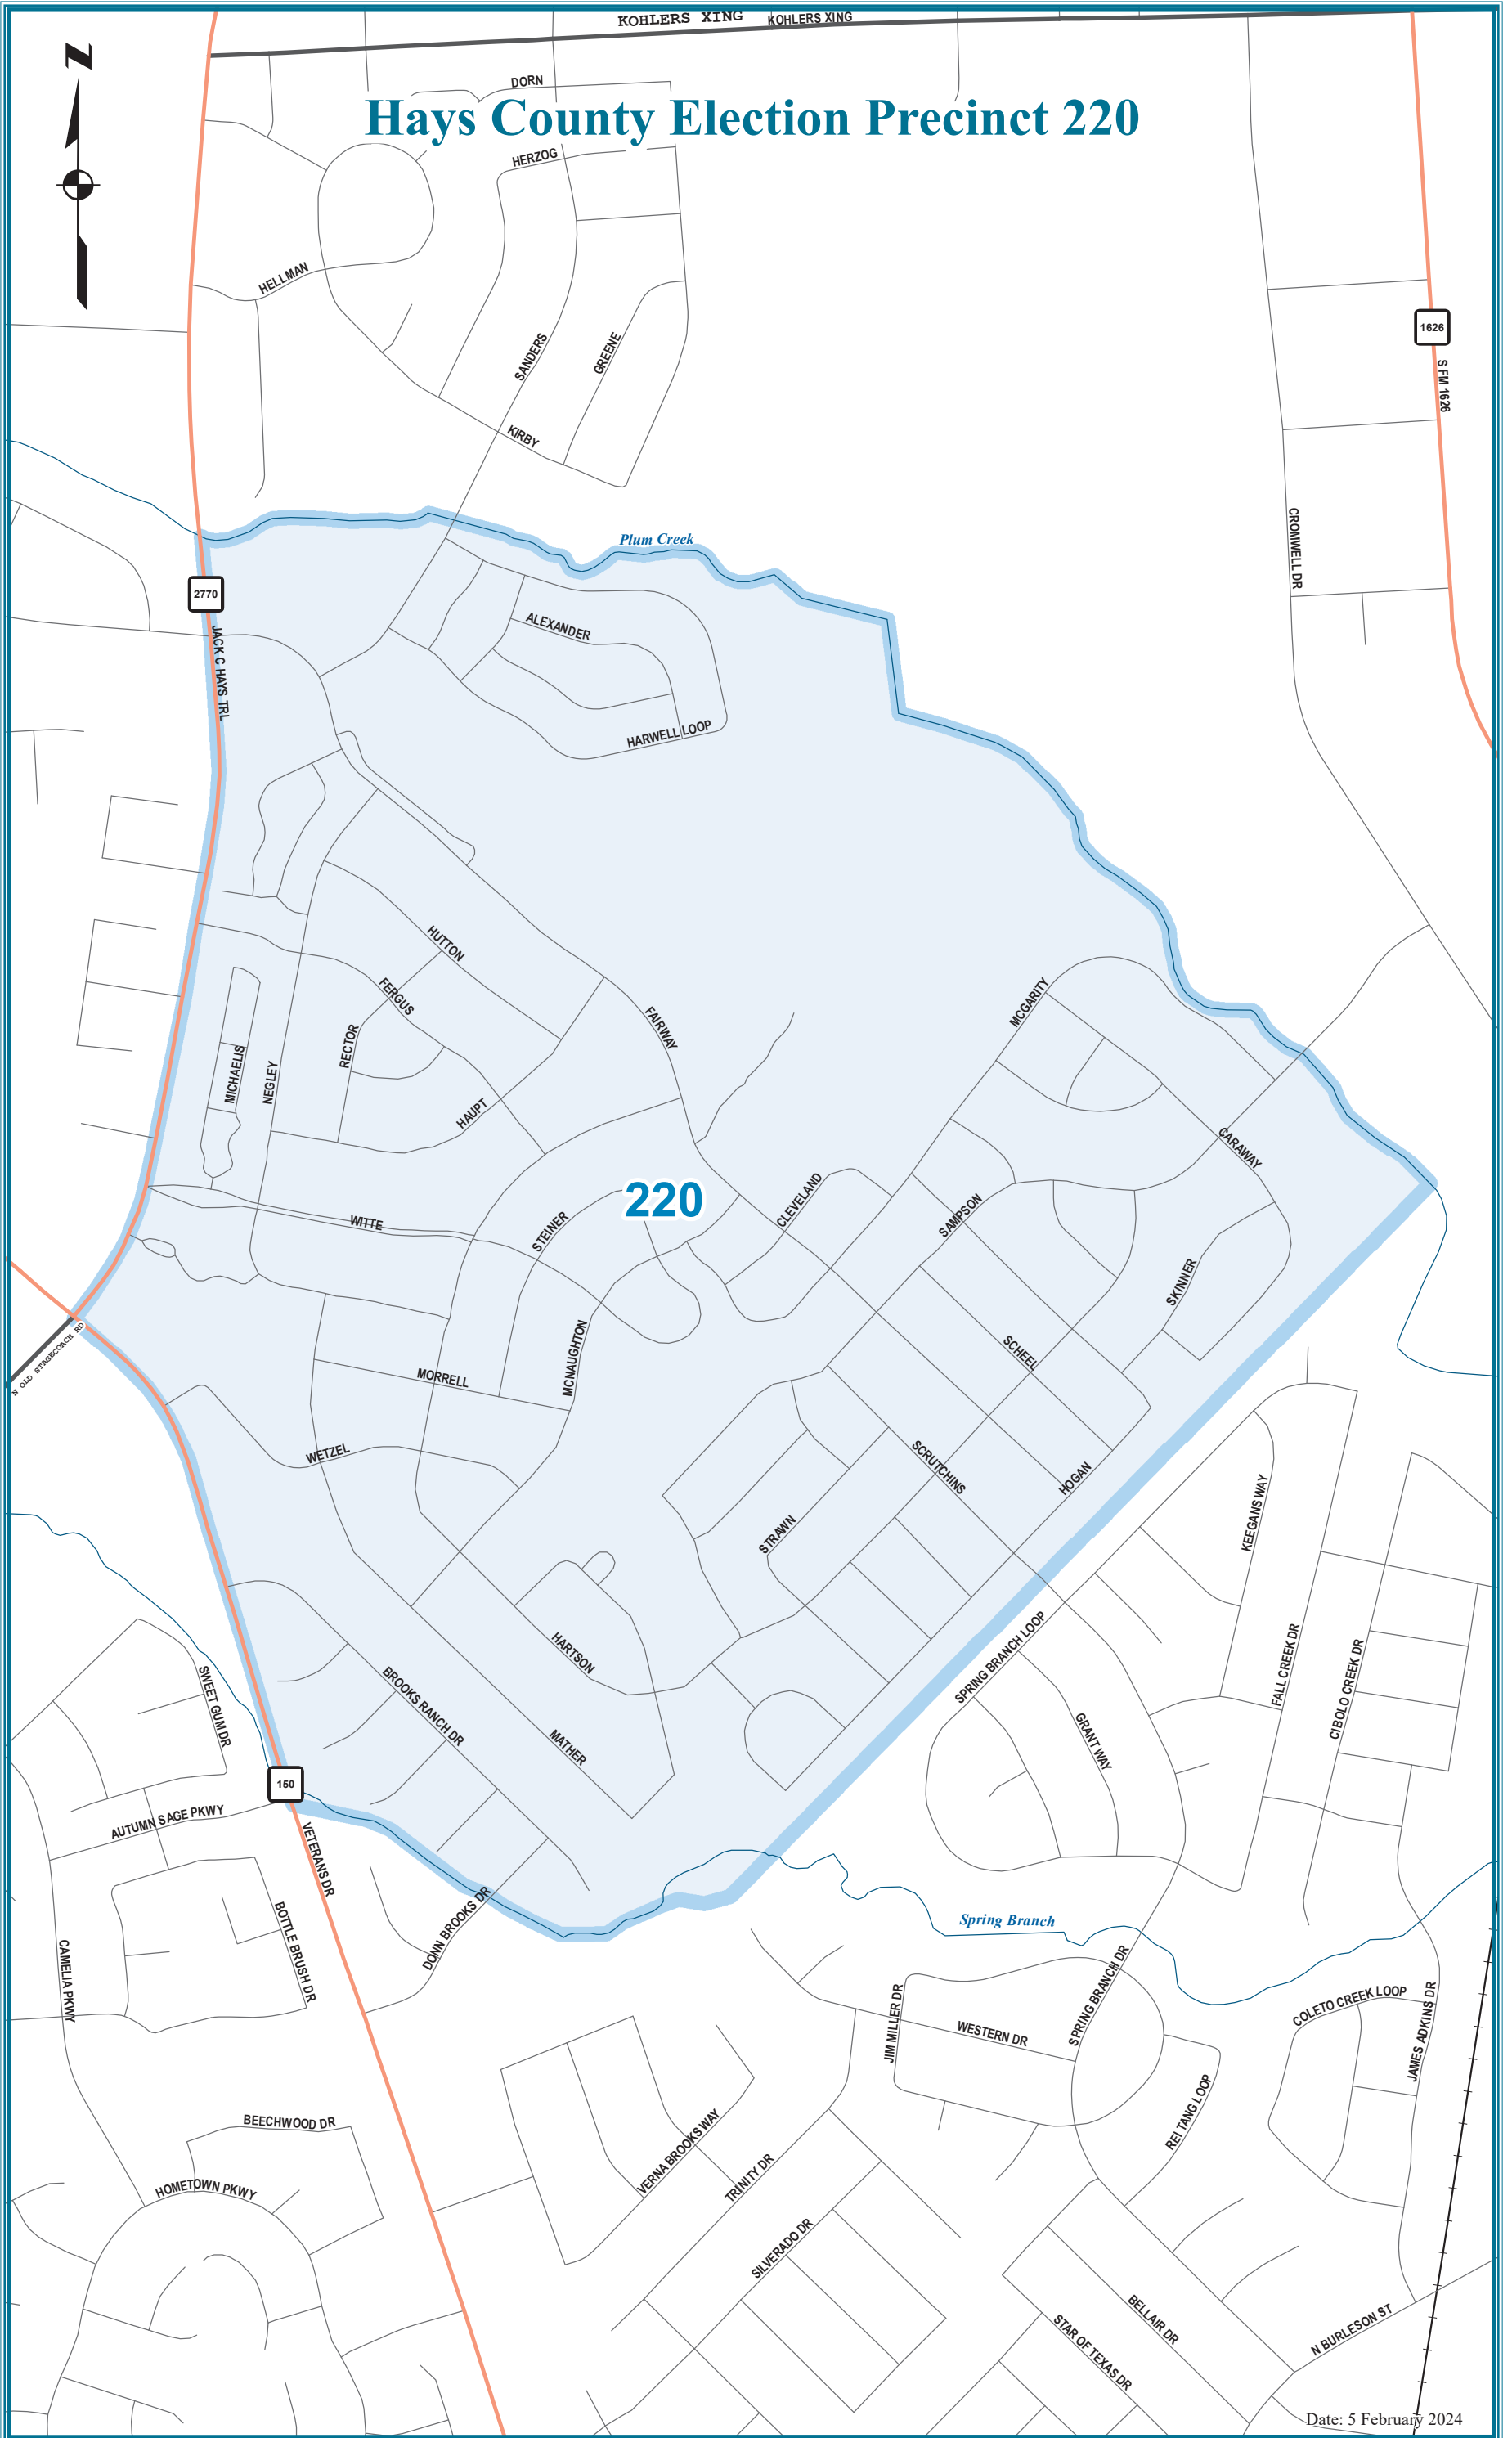 KOHLERS XING
KOHLERS XING
N
DORN
Hays County Election Precinct 220
HERZOG
HELLMAN
SANDERS
GREENE
1626
S FM 1626
KIRBY
CROMWELL DR
Plum Creek
2770
JACK C HAYS TRL
ALEXANDER
HARWELL LOOP
HUTTON
FERGUS
FAIRWAY
MCGARITY
RECTOR
MICHAELIS
NEGLEY
HAUPT
CARAWAY
220
CLEVELAND
SAMPSON
WITTE
STEINER
SKINNER
N OLD STAGECOACH RD
MCNAUGHTON
SCHEEL
MORRELL
WETZEL
SCRUTCHINS
HOGAN
STRAWN
KEEGANS WAY
HARTSON
SPRING BRANCH LOOP
FALL CREEK DR
CIBOLO CREEK DR
SWEET GUM DR
BROOKS RANCH DR
MATHER
GRANT WAY
150
AUTUMN SAGE PKWY
VETERANS DR
DONN BROOKS DR
BOTTLE BRUSH DR
Spring Branch
CAMELIA PKWY
JIM MILLER DR
WESTERN DR
SPRING BRANCH DR
COLETO CREEK LOOP
JAMES ADKINS DR
BEECHWOOD DR
VERNA BROOKS WAY
REI TANG LOOP
HOMETOWN PKWY
TRINITY DR
SILVERADO DR
BELLAIR DR
STAR OF TEXAS DR
N BURLESON ST
Date: 5 February 2024